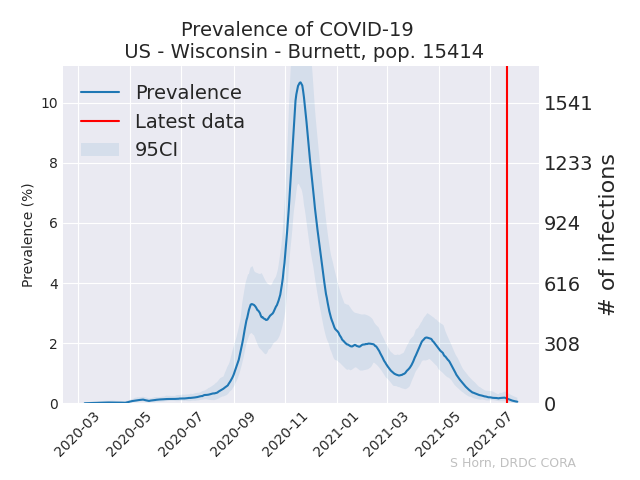 Prevalence of COVID-19
US - Wisconsin - Burnett, pop. 15414
Prevalence
Latest data
95CI
Prevalence (%)
10
8
6
4
2
0
1541
1233
924
616
308
0
# of infections
2020-03
2020-05
2020-07
2020-09
2020-11
2021-01
2021-03
2021-05
2021-07
S Horn, DRDC CORA